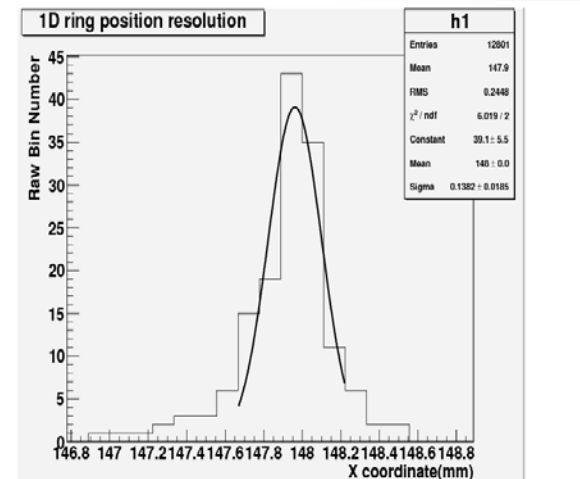 1D ring position resolution
h1
Entries 12601
Mean 147.9
RMS 0.2448
χ² / ndf 6.019 / 2
Constant 39.1 ± 5.5
Mean 148 ± 0.0
Sigma 0.1382 ± 0.0185
Raw Bin Number
45
40
35
30
25
20
15
10
5
0
146.8 147 147.2 147.4 147.6 147.8 148 148.2 148.4 148.6 148.8
X coordinate(mm)